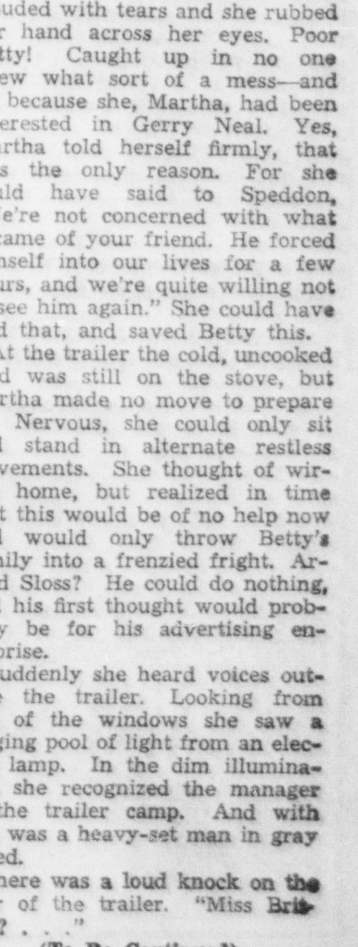 uded with tears and she rubbed
r hand across her eyes. Poor
tty! Caught up in no one
ew what sort of a mess—and
because she, Martha, had been
erested in Gerry Neal. Yes,
artha told herself firmly, that
s the only reason. For she
uld have said to Speddon,
e're not concerned with what
came of your friend. He forced
mself into our lives for a few
urs, and we're quite willing not
see him again." She could have
d that, and saved Betty this.
At the trailer the cold, uncooked
d was still on the stove, but
rtha made no move to prepare
Nervous, she could only sit
d stand in alternate restless
vements. She thought of wir-
home, but realized in time
t this would be of no help now
d would only throw Betty's
mily into a frenzied fright. Ar-
d Sloss? He could do nothing,
his first thought would prob-
y be for his advertising en-
prise.
uddenly she heard voices out-
e the trailer. Looking from
of the windows she saw a
ging pool of light from an elec-
lamp. In the dim illumina-
she recognized the manager
the trailer camp. And with
was a heavy-set man in gray
ed.
here was a loud knock on the
r of the trailer. "Miss Brit-
? . . ."
(To Be Continued)